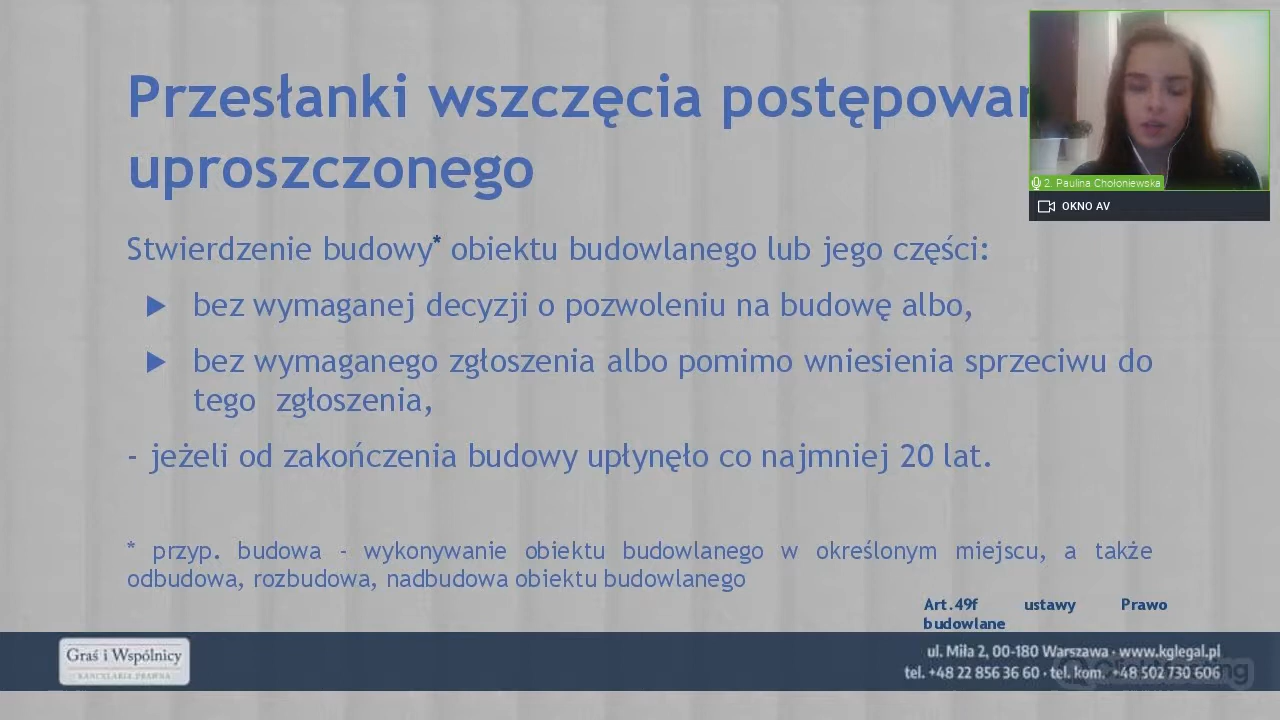 Przesłanki wszczęcia postępowan
uproszczonego
Stwierdzenie budowy* obiektu budowlanego lub jego części:
bez wymaganej decyzji o pozwoleniu na budowę albo,
bez wymaganego zgłoszenia albo pomimo wniesienia sprzeciwu do
tego zgłoszenia,
- jeżeli od zakończenia budowy upłynęło co najmniej 20 lat.
* przyp. budowa - wykonywanie obiektu budowlanego w określonym miejscu, a także
odbudowa, rozbudowa, nadbudowa obiektu budowlanego
Art.49f ustawy Prawo
budowlane
2. Paulina Chołoniewska
OKNO AV
Graś i Wspólnicy
KANCELARIA PRAWNA
ul. Miła 2, 00-180 Warszawa · www.kglegal.pl
tel. +48 22 856 36 60 · tel. kom. +48 502 730 606